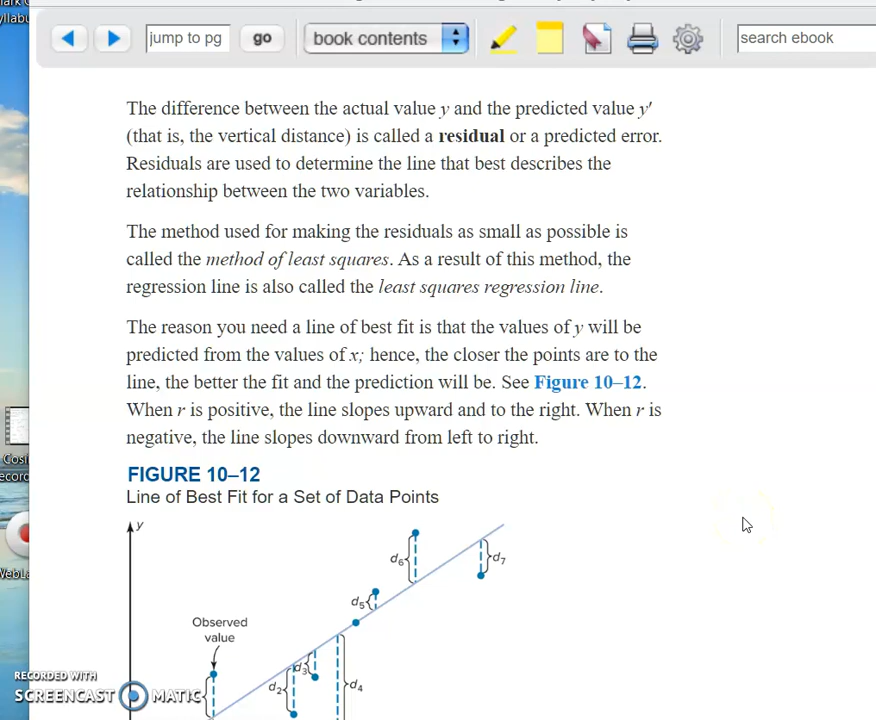 yllabu
jump to pg
go
book contents
search ebook
The difference between the actual value y and the predicted value y′
(that is, the vertical distance) is called a residual or a predicted error.
Residuals are used to determine the line that best describes the
relationship between the two variables.
The method used for making the residuals as small as possible is
called the method of least squares. As a result of this method, the
regression line is also called the least squares regression line.
The reason you need a line of best fit is that the values of y will be
predicted from the values of x; hence, the closer the points are to the
line, the better the fit and the prediction will be. See Figure 10–12.
When r is positive, the line slopes upward and to the right. When r is
negative, the line slopes downward from left to right.
FIGURE 10–12
Line of Best Fit for a Set of Data Points
y
d6
d7
d5
Observed
value
d3
d2
d4
Cosi
ecord
WebLa
RECORDED WITH
SCREENCAST MATIC